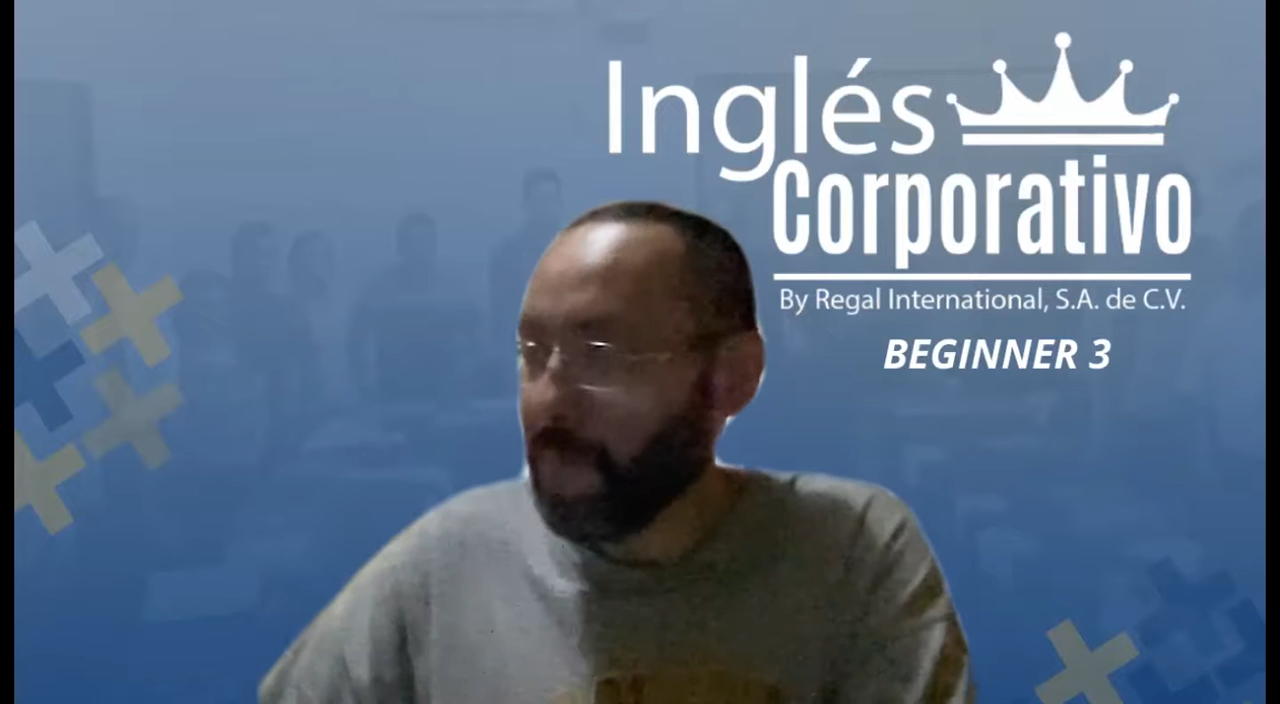 Inglés
Corporativo
By Regal International, S.A. de C.V.
BEGINNER 3